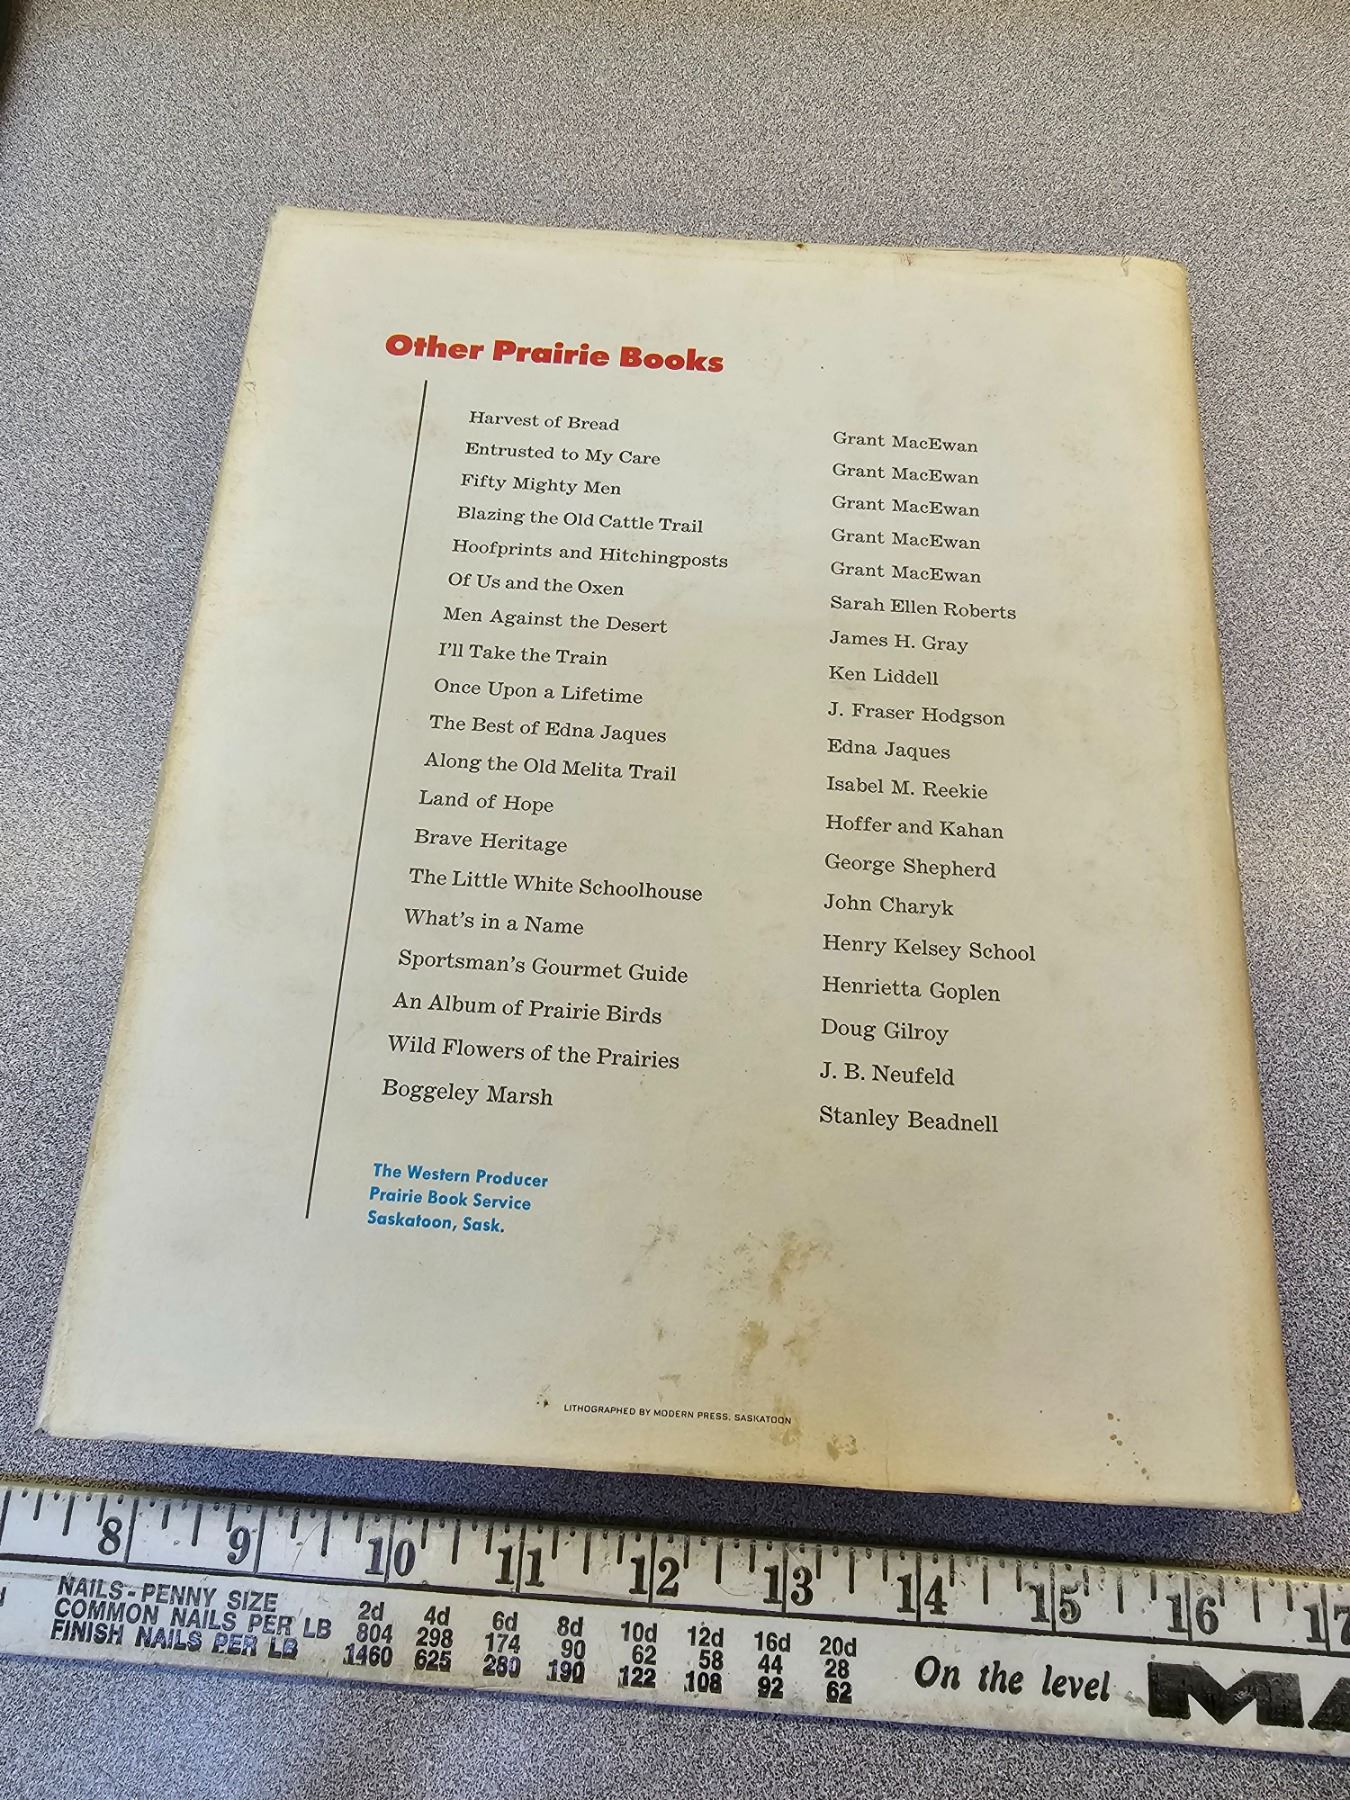 Other Prairie Books
Harvest of Bread Grant MacEwan
Entrusted to My Care Grant MacEwan
Fifty Mighty Men Grant MacEwan
Blazing the Old Cattle Trail Grant MacEwan
Hoofprints and Hitchingposts Grant MacEwan
Of Us and the Oxen Sarah Ellen Roberts
Men Against the Desert James H. Gray
I'll Take the Train Ken Liddell
Once Upon a Lifetime J. Fraser Hodgson
The Best of Edna Jaques Edna Jaques
Along the Old Melita Trail Isabel M. Reekie
Land of Hope Hoffer and Kahan
Brave Heritage George Shepherd
The Little White Schoolhouse John Charyk
What's in a Name Henry Kelsey School
Sportsman's Gourmet Guide Henrietta Goplen
An Album of Prairie Birds Doug Gilroy
Wild Flowers of the Prairies J. B. Neufeld
Boggeley Marsh Stanley Beadnell
The Western Producer
Prairie Book Service
Saskatoon, Sask.
LITHOGRAPHED BY MODERN PRESS, SASKATOON
8 9 10 11 12 13 14 15 16 17
NAILS-PENNY SIZE 2d 4d 6d 8d 10d 12d 16d 20d
COMMON NAILS PER LB 804 298 174 90 62 58 44 28
FINISH NAILS PER LB 1460 625 280 190 122 108 92 62
On the level